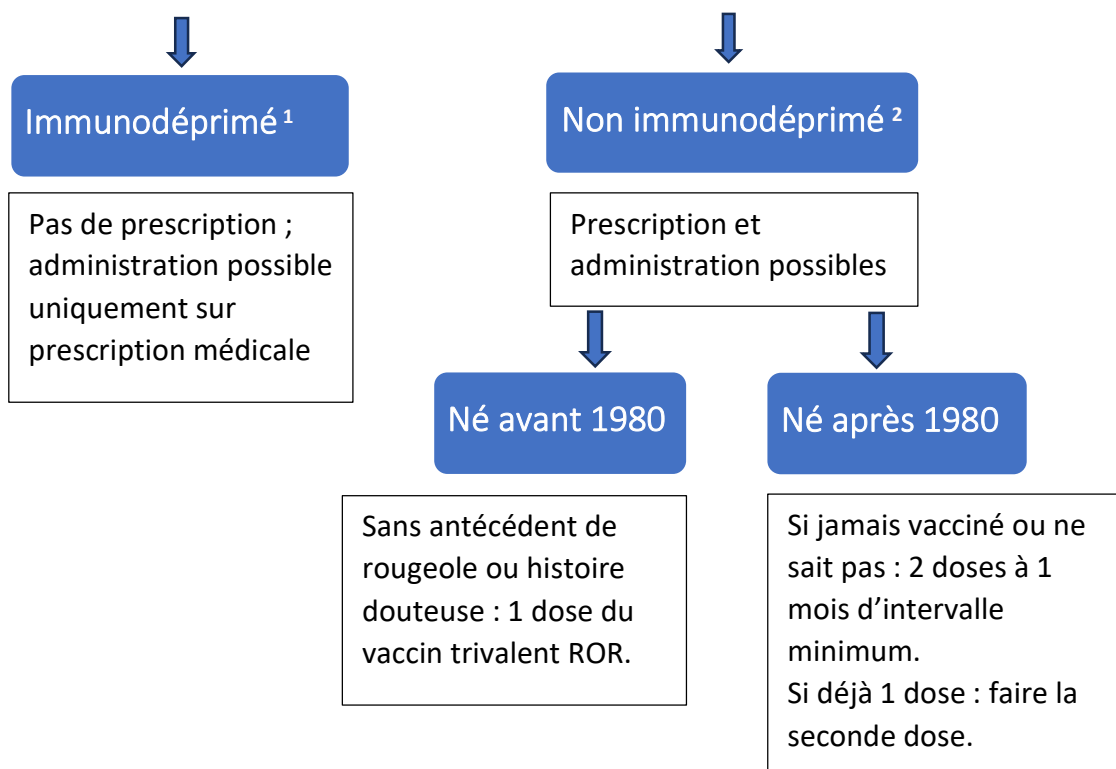 Immunodéprimé ¹
Pas de prescription ;
administration possible
uniquement sur
prescription médicale
Non immunodéprimé ²
Prescription et
administration possibles
Né avant 1980
Sans antécédent de
rougeole ou histoire
douteuse : 1 dose du
vaccin trivalent ROR.
Né après 1980
Si jamais vacciné ou ne
sait pas : 2 doses à 1
mois d’intervalle
minimum.
Si déjà 1 dose : faire la
seconde dose.